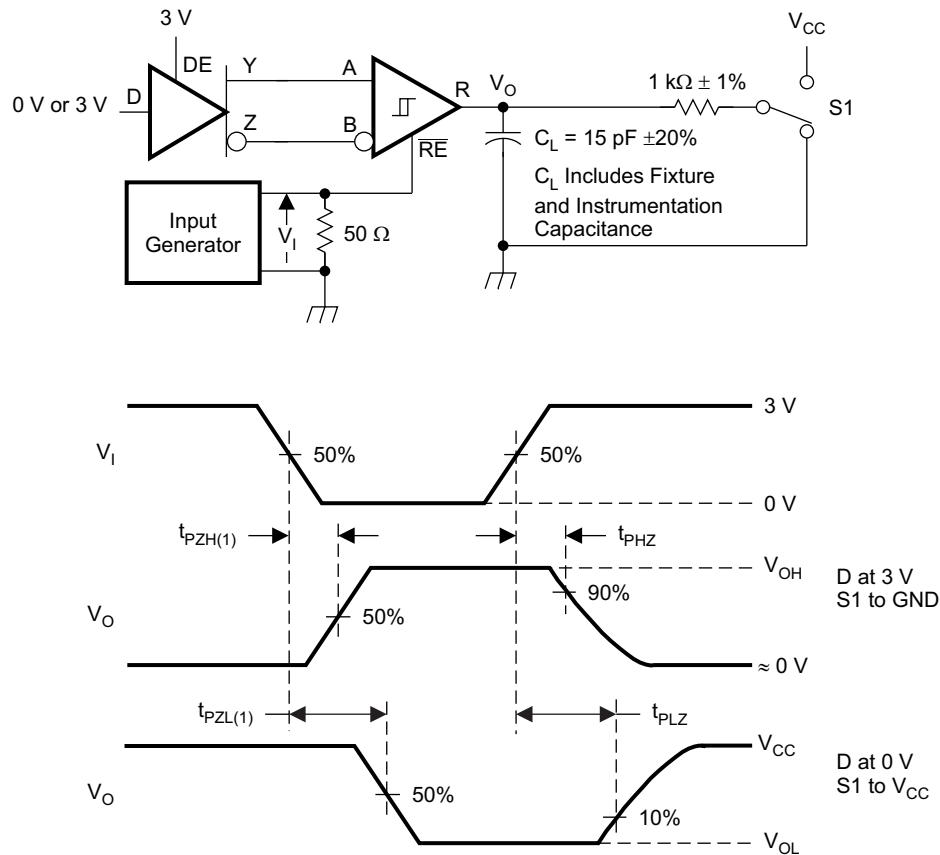 3 V
V_CC
DE
Y
A
R
V_O
1 kΩ ± 1%
S1
0 V or 3 V
D
Z
B
R̅E̅
C_L = 15 pF ±20%
C_L Includes Fixture
and Instrumentation
Capacitance
Input
Generator
V_I
50 Ω
3 V
V_I
50%
50%
0 V
t_PZH(1)
t_PHZ
V_OH
D at 3 V
S1 to GND
90%
V_O
50%
≈ 0 V
t_PZL(1)
t_PLZ
V_CC
D at 0 V
S1 to V_CC
V_O
50%
10%
V_OL